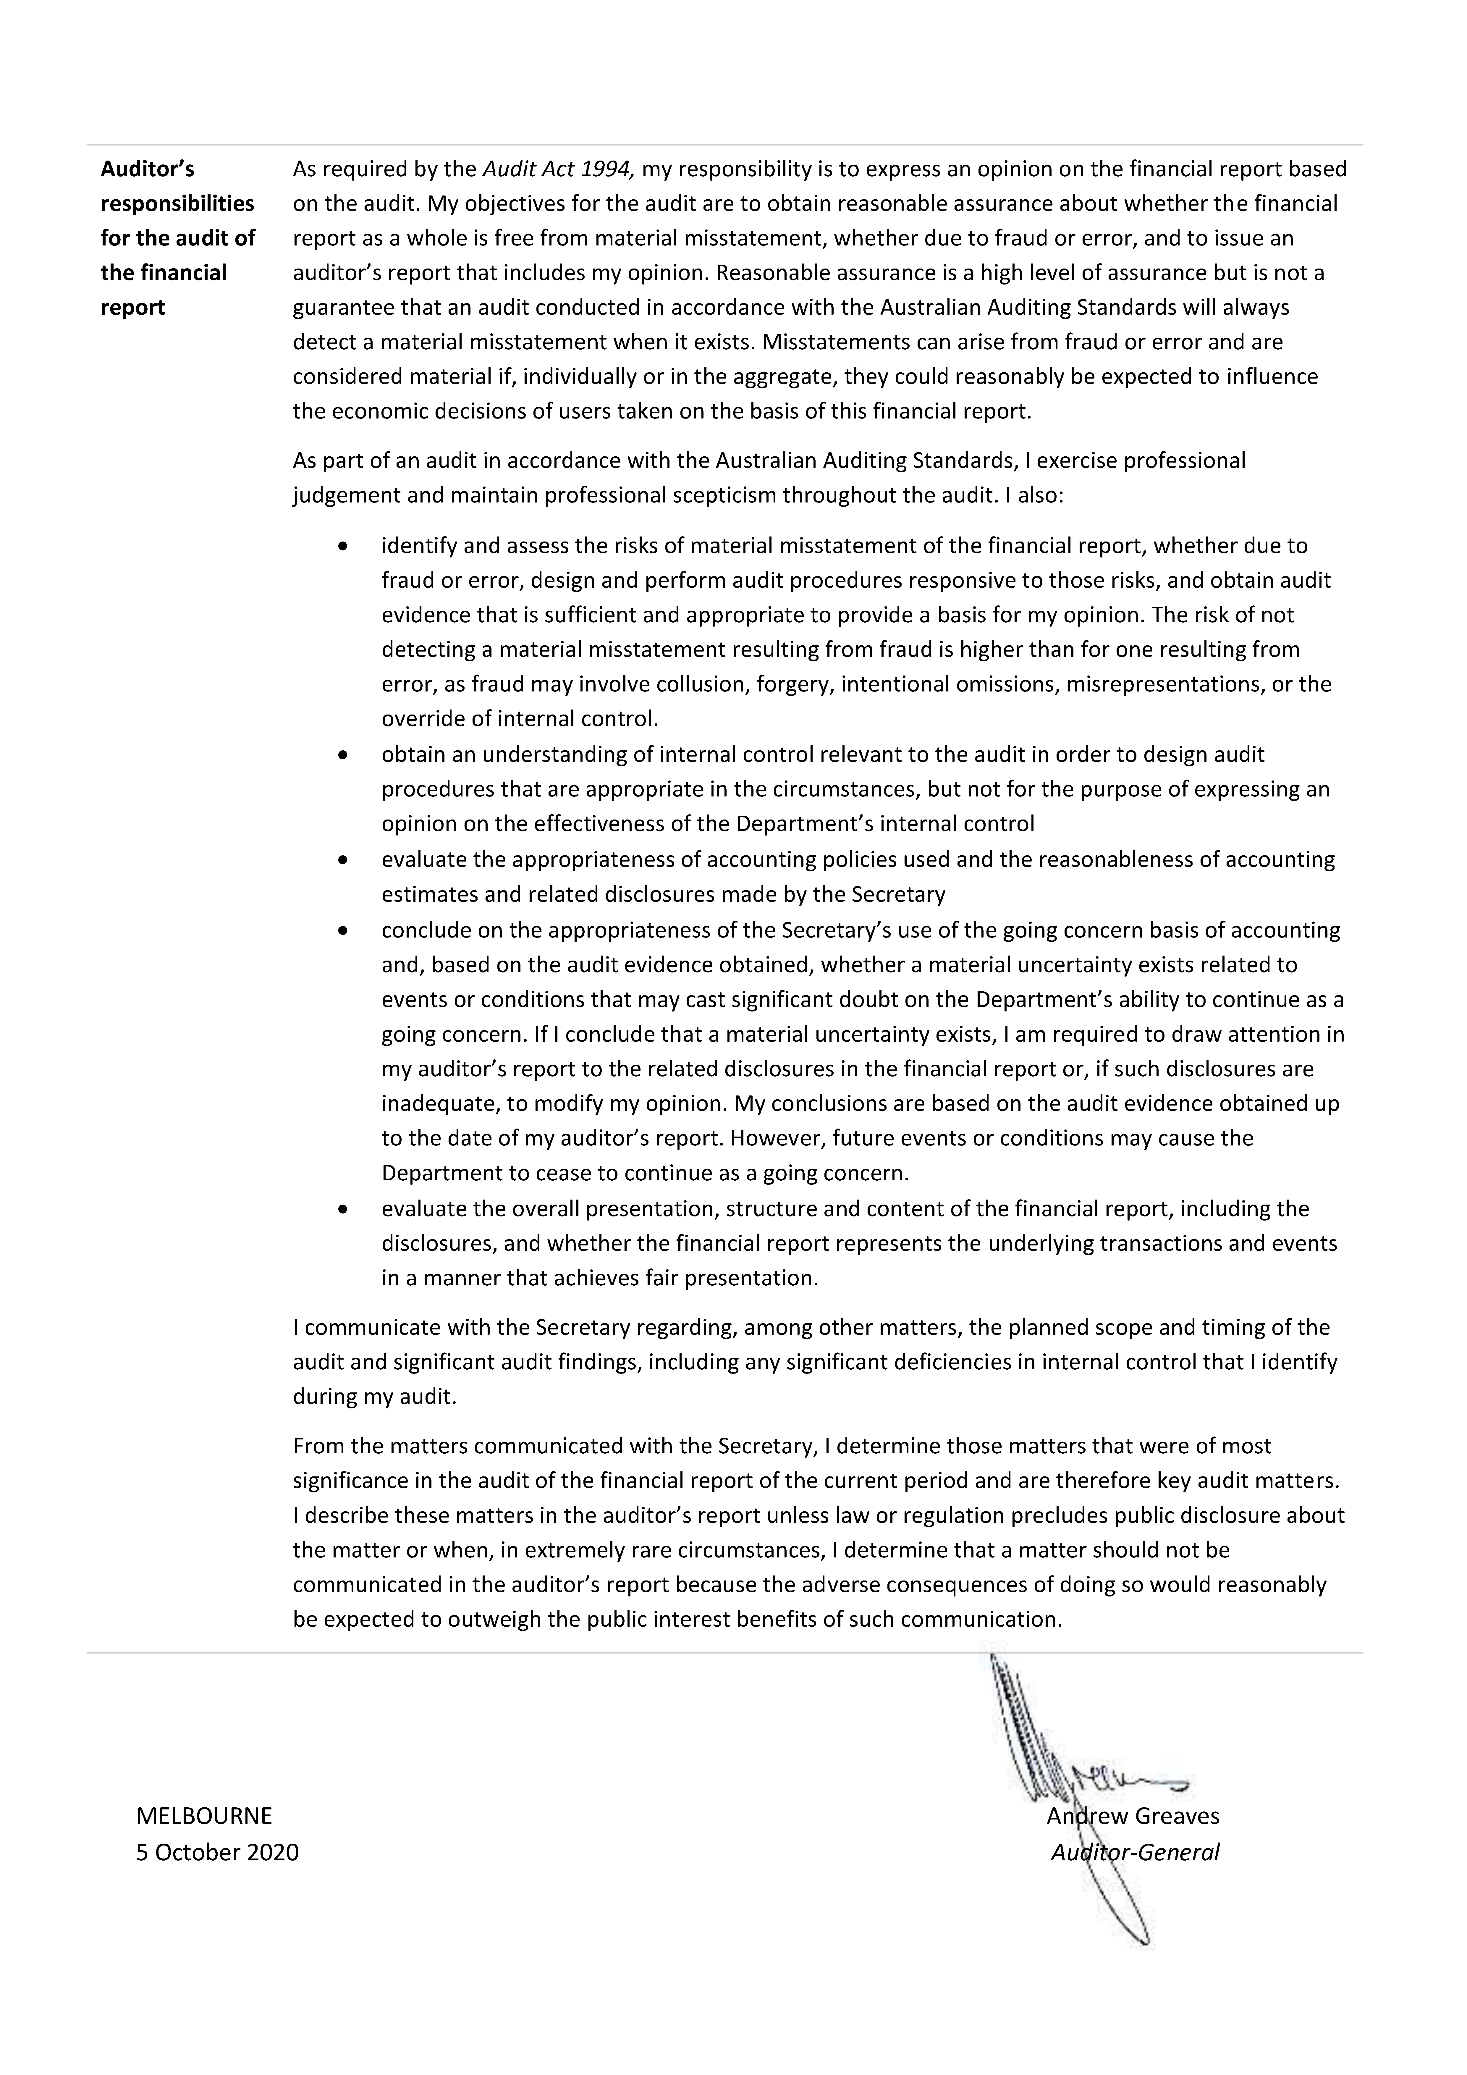 Auditor’s
responsibilities
for the audit of
the financial
report
As required by the Audit Act 1994, my responsibility is to express an opinion on the financial report based
on the audit. My objectives for the audit are to obtain reasonable assurance about whether the financial
report as a whole is free from material misstatement, whether due to fraud or error, and to issue an
auditor’s report that includes my opinion. Reasonable assurance is a high level of assurance but is not a
guarantee that an audit conducted in accordance with the Australian Auditing Standards will always
detect a material misstatement when it exists. Misstatements can arise from fraud or error and are
considered material if, individually or in the aggregate, they could reasonably be expected to influence
the economic decisions of users taken on the basis of this financial report.
As part of an audit in accordance with the Australian Auditing Standards, I exercise professional
judgement and maintain professional scepticism throughout the audit. I also:
• identify and assess the risks of material misstatement of the financial report, whether due to
fraud or error, design and perform audit procedures responsive to those risks, and obtain audit
evidence that is sufficient and appropriate to provide a basis for my opinion. The risk of not
detecting a material misstatement resulting from fraud is higher than for one resulting from
error, as fraud may involve collusion, forgery, intentional omissions, misrepresentations, or the
override of internal control.
• obtain an understanding of internal control relevant to the audit in order to design audit
procedures that are appropriate in the circumstances, but not for the purpose of expressing an
opinion on the effectiveness of the Department’s internal control
• evaluate the appropriateness of accounting policies used and the reasonableness of accounting
estimates and related disclosures made by the Secretary
• conclude on the appropriateness of the Secretary’s use of the going concern basis of accounting
and, based on the audit evidence obtained, whether a material uncertainty exists related to
events or conditions that may cast significant doubt on the Department’s ability to continue as a
going concern. If I conclude that a material uncertainty exists, I am required to draw attention in
my auditor’s report to the related disclosures in the financial report or, if such disclosures are
inadequate, to modify my opinion. My conclusions are based on the audit evidence obtained up
to the date of my auditor’s report. However, future events or conditions may cause the
Department to cease to continue as a going concern.
• evaluate the overall presentation, structure and content of the financial report, including the
disclosures, and whether the financial report represents the underlying transactions and events
in a manner that achieves fair presentation.
I communicate with the Secretary regarding, among other matters, the planned scope and timing of the
audit and significant audit findings, including any significant deficiencies in internal control that I identify
during my audit.
From the matters communicated with the Secretary, I determine those matters that were of most
significance in the audit of the financial report of the current period and are therefore key audit matters.
I describe these matters in the auditor’s report unless law or regulation precludes public disclosure about
the matter or when, in extremely rare circumstances, I determine that a matter should not be
communicated in the auditor’s report because the adverse consequences of doing so would reasonably
be expected to outweigh the public interest benefits of such communication.
MELBOURNE
5 October 2020
Andrew Greaves
Auditor-General